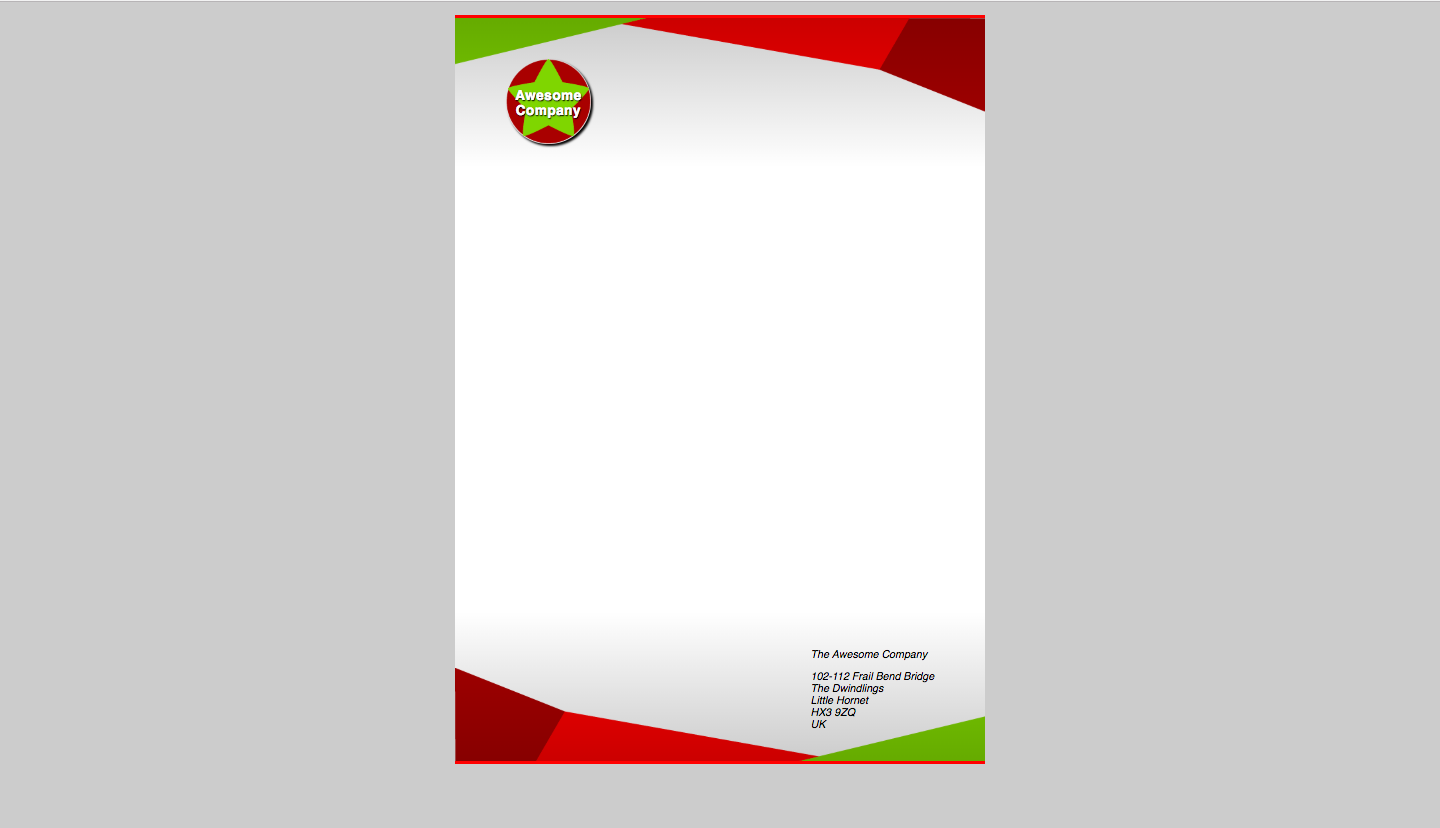 Awesome
Company
The Awesome Company
102-112 Frail Bend Bridge
The Dwindlings
Little Hornet
HX3 9ZQ
UK